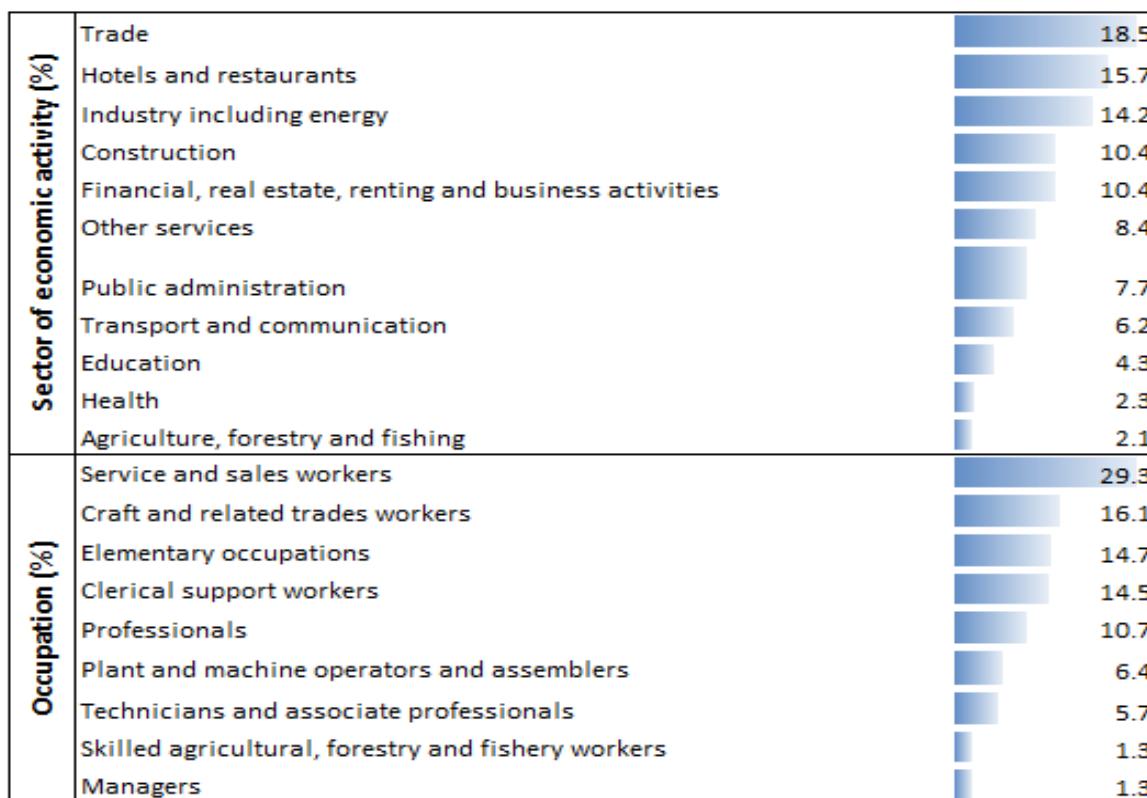 Sector of economic activity (%)
Trade 18.5
Hotels and restaurants 15.7
Industry including energy 14.2
Construction 10.4
Financial, real estate, renting and business activities 10.4
Other services 8.4
Public administration 7.7
Transport and communication 6.2
Education 4.3
Health 2.3
Agriculture, forestry and fishing 2.1
Occupation (%)
Service and sales workers 29.3
Craft and related trades workers 16.1
Elementary occupations 14.7
Clerical support workers 14.5
Professionals 10.7
Plant and machine operators and assemblers 6.4
Technicians and associate professionals 5.7
Skilled agricultural, forestry and fishery workers 1.3
Managers 1.3